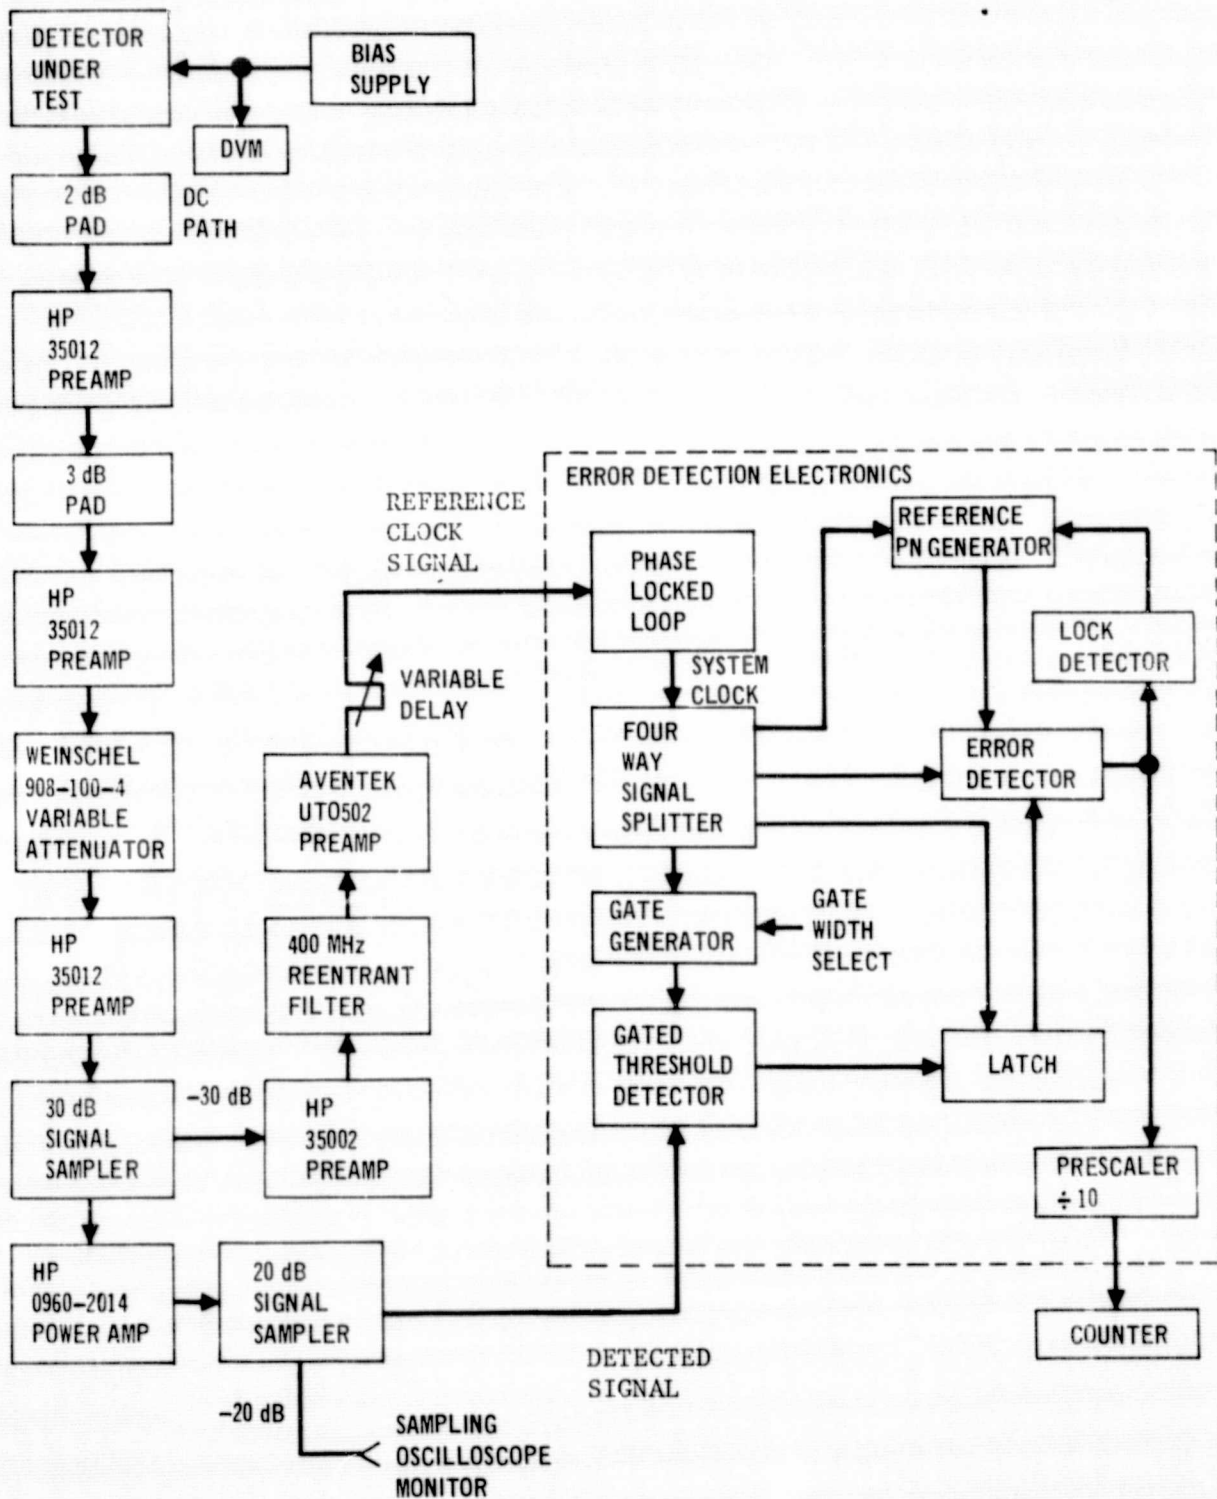 DETECTOR
UNDER
TEST
BIAS
SUPPLY
DVM
2 dB
PAD
DC
PATH
HP
35012
PREAMP
3 dB
PAD
HP
35012
PREAMP
WEINSCHEL
908-100-4
VARIABLE
ATTENUATOR
HP
35012
PREAMP
30 dB
SIGNAL
SAMPLER
-30 dB
HP
35002
PREAMP
400 MHz
REENTRANT
FILTER
AVENTEK
UTO502
PREAMP
VARIABLE
DELAY
REFERENCE
CLOCK
SIGNAL
HP
0960-2014
POWER AMP
20 dB
SIGNAL
SAMPLER
-20 dB
SAMPLING
OSCILLOSCOPE
MONITOR
DETECTED
SIGNAL
ERROR DETECTION ELECTRONICS
PHASE
LOCKED
LOOP
SYSTEM
CLOCK
FOUR
WAY
SIGNAL
SPLITTER
REFERENCE
PN GENERATOR
LOCK
DETECTOR
ERROR
DETECTOR
GATE
GENERATOR
GATE
WIDTH
SELECT
GATED
THRESHOLD
DETECTOR
LATCH
PRESCALER
÷10
COUNTER